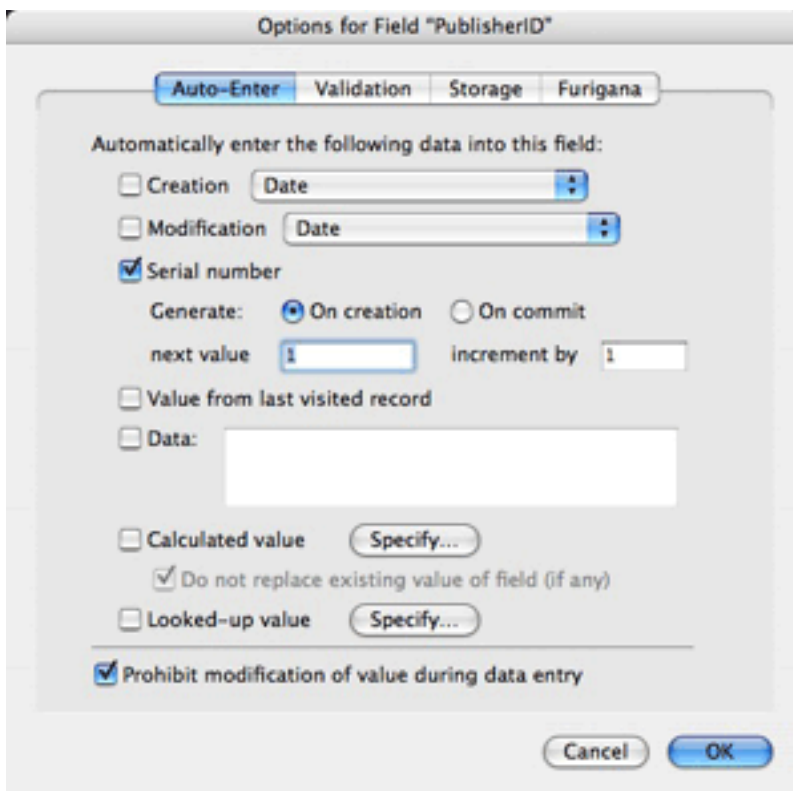 Options for Field "PublisherID"
Auto-Enter Validation Storage Furigana
Automatically enter the following data into this field:
Creation Date
Modification Date
Serial number
Generate: On creation On commit
next value 1 increment by 1
Value from last visited record
Data:
Calculated value Specify...
Do not replace existing value of field (if any)
Looked-up value Specify...
Prohibit modification of value during data entry
Cancel OK